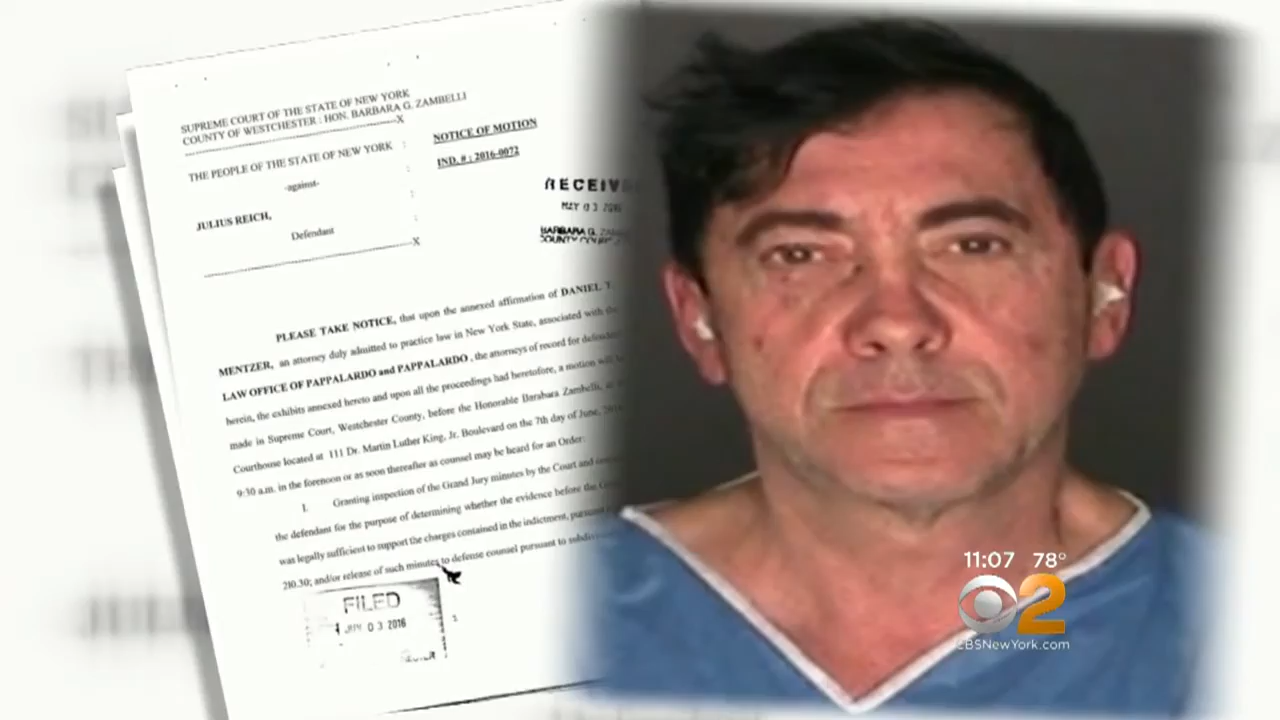 SUPREME COURT OF THE STATE OF NEW YORK
COUNTY OF WESTCHESTER : HON. BARBARA G. ZAMBELLI
X
THE PEOPLE OF THE STATE OF NEW YORK
-against-
JULIUS REICH,
Defendant
X
NOTICE OF MOTION
IND. # : 2016-0072
RECEIV
MAY 03
BARBARA G.
COUNTY
PLEASE TAKE NOTICE, that upon the annexed affirmation of DANIEL T.
MENTZER, an attorney duly admitted to practice law in New York State, associated with the
LAW OFFICE OF PAPPALARDO and PAPPALARDO, the attorneys of record for
herein, the exhibits annexed hereto and upon all the proceedings had heretofore, a motion will
made in Supreme Court, Westchester County, before the Honorable Barabara Zambelli,
Courthouse located at 111 Dr. Martin Luther King, Jr. Boulevard on the 7th day of June,
9:30 a.m. in the forenoon or as soon thereafter as counsel may be heard for an Order:
1. Granting inspection of the Grand Jury minutes by the Court and
the defendant for the purpose of determining whether the evidence before the
was legally sufficient to support the charges contained in the indictment,
210.30; and/or release of such minutes to defense counsel pursuant to
FILED
03 2016
1
11:07 78°
2
CBSNewYork.com